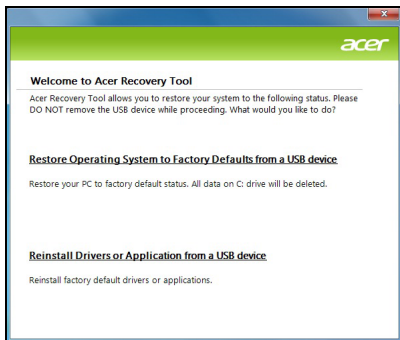 acer
Welcome to Acer Recovery Tool
Acer Recovery Tool allows you to restore your system to the following status. Please
DO NOT remove the USB device while proceeding. What would you like to do?
Restore Operating System to Factory Defaults from a USB device
Restore your PC to factory default status. All data on C: drive will be deleted.
Reinstall Drivers or Application from a USB device
Reinstall factory default drivers or applications.